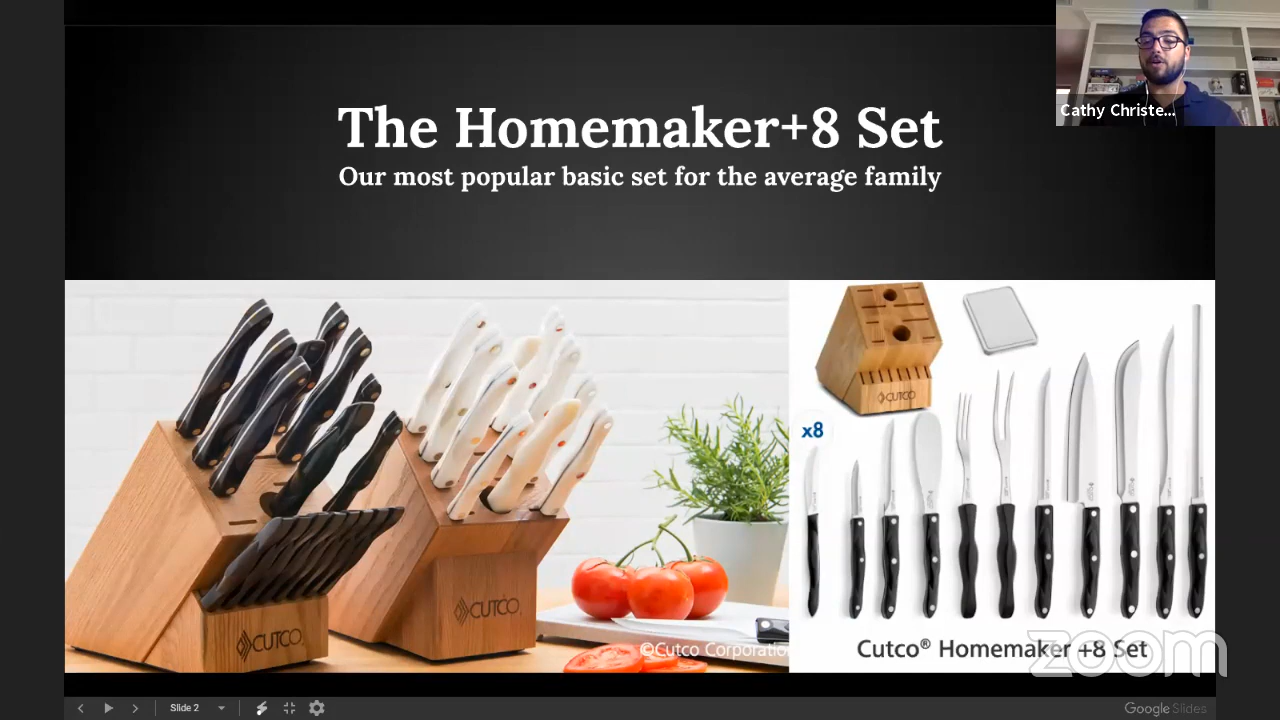 The Homemaker+8 Set
Our most popular basic set for the average family
Cathy Christe...
CUTCO
CUTCO
©Cutco Corporation
CUTCO
x8
Cutco® Homemaker +8 Set
zoom
Slide 2
Google Slides